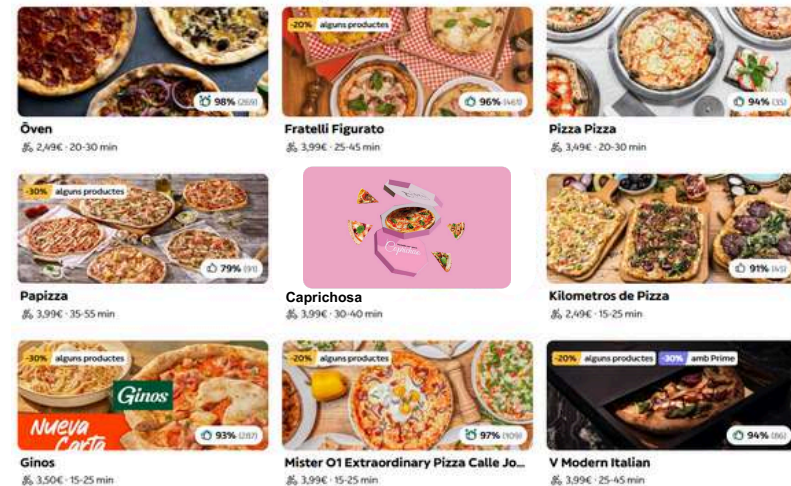 98% (269)
Ōven
2,49€ · 20-30 min
-20% alguns productes
96% (461)
Fratelli Figurato
3,99€ · 25-45 min
94% (35)
Pizza Pizza
3,49€ · 20-30 min
-30% alguns productes
79% (91)
Papizza
3,99€ · 35-55 min
Caprichosa
3,99€ · 30-40 min
91% (45)
Kilometros de Pizza
2,49€ · 15-25 min
-30% alguns productes
Ginos
Nueva
Carta
93% (287)
Ginos
3,50€ · 15-25 min
-20% alguns productes
97% (109)
Mister O1 Extraordinary Pizza Calle Jo...
3,99€ · 15-25 min
-20% alguns productes -30% amb Prime
94% (86)
V Modern Italian
3,99€ · 25-45 min